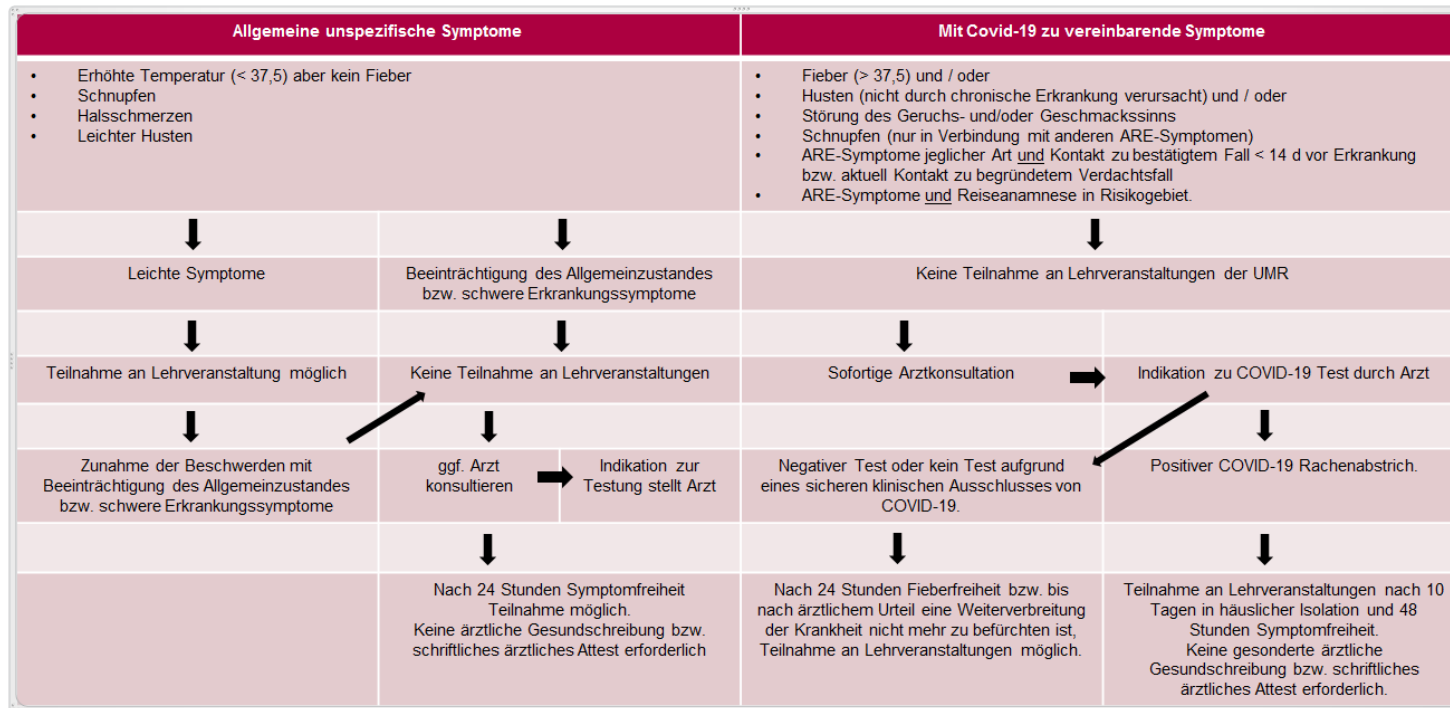 Allgemeine unspezifische Symptome
Mit Covid-19 zu vereinbarende Symptome
• Erhöhte Temperatur (< 37,5) aber kein Fieber
• Schnupfen
• Halsschmerzen
• Leichter Husten
• Fieber (> 37,5) und / oder
• Husten (nicht durch chronische Erkrankung verursacht) und / oder
• Störung des Geruchs- und/oder Geschmackssinns
• Schnupfen (nur in Verbindung mit anderen ARE-Symptomen)
• ARE-Symptome jeglicher Art und Kontakt zu bestätigtem Fall < 14 d vor Erkrankung
bzw. aktuell Kontakt zu begründetem Verdachtsfall
• ARE-Symptome und Reiseanamnese in Risikogebiet.
Leichte Symptome
Beeinträchtigung des Allgemeinzustandes
bzw. schwere Erkrankungssymptome
Keine Teilnahme an Lehrveranstaltungen der UMR
Teilnahme an Lehrveranstaltung möglich
Keine Teilnahme an Lehrveranstaltungen
Sofortige Arztkonsultation
Indikation zu COVID-19 Test durch Arzt
Zunahme der Beschwerden mit
Beeinträchtigung des Allgemeinzustandes
bzw. schwere Erkrankungssymptome
ggf. Arzt
konsultieren
Indikation zur
Testung stellt Arzt
Negativer Test oder kein Test aufgrund
eines sicheren klinischen Ausschlusses von
COVID-19.
Positiver COVID-19 Rachenabstrich.
Nach 24 Stunden Symptomfreiheit
Teilnahme möglich.
Keine ärztliche Gesundschreibung bzw.
schriftliches ärztliches Attest erforderlich
Nach 24 Stunden Fieberfreiheit bzw. bis
nach ärztlichem Urteil eine Weiterverbreitung
der Krankheit nicht mehr zu befürchten ist,
Teilnahme an Lehrveranstaltungen möglich.
Teilnahme an Lehrveranstaltungen nach 10
Tagen in häuslicher Isolation und 48
Stunden Symptomfreiheit.
Keine gesonderte ärztliche
Gesundschreibung bzw. schriftliches
ärztliches Attest erforderlich.